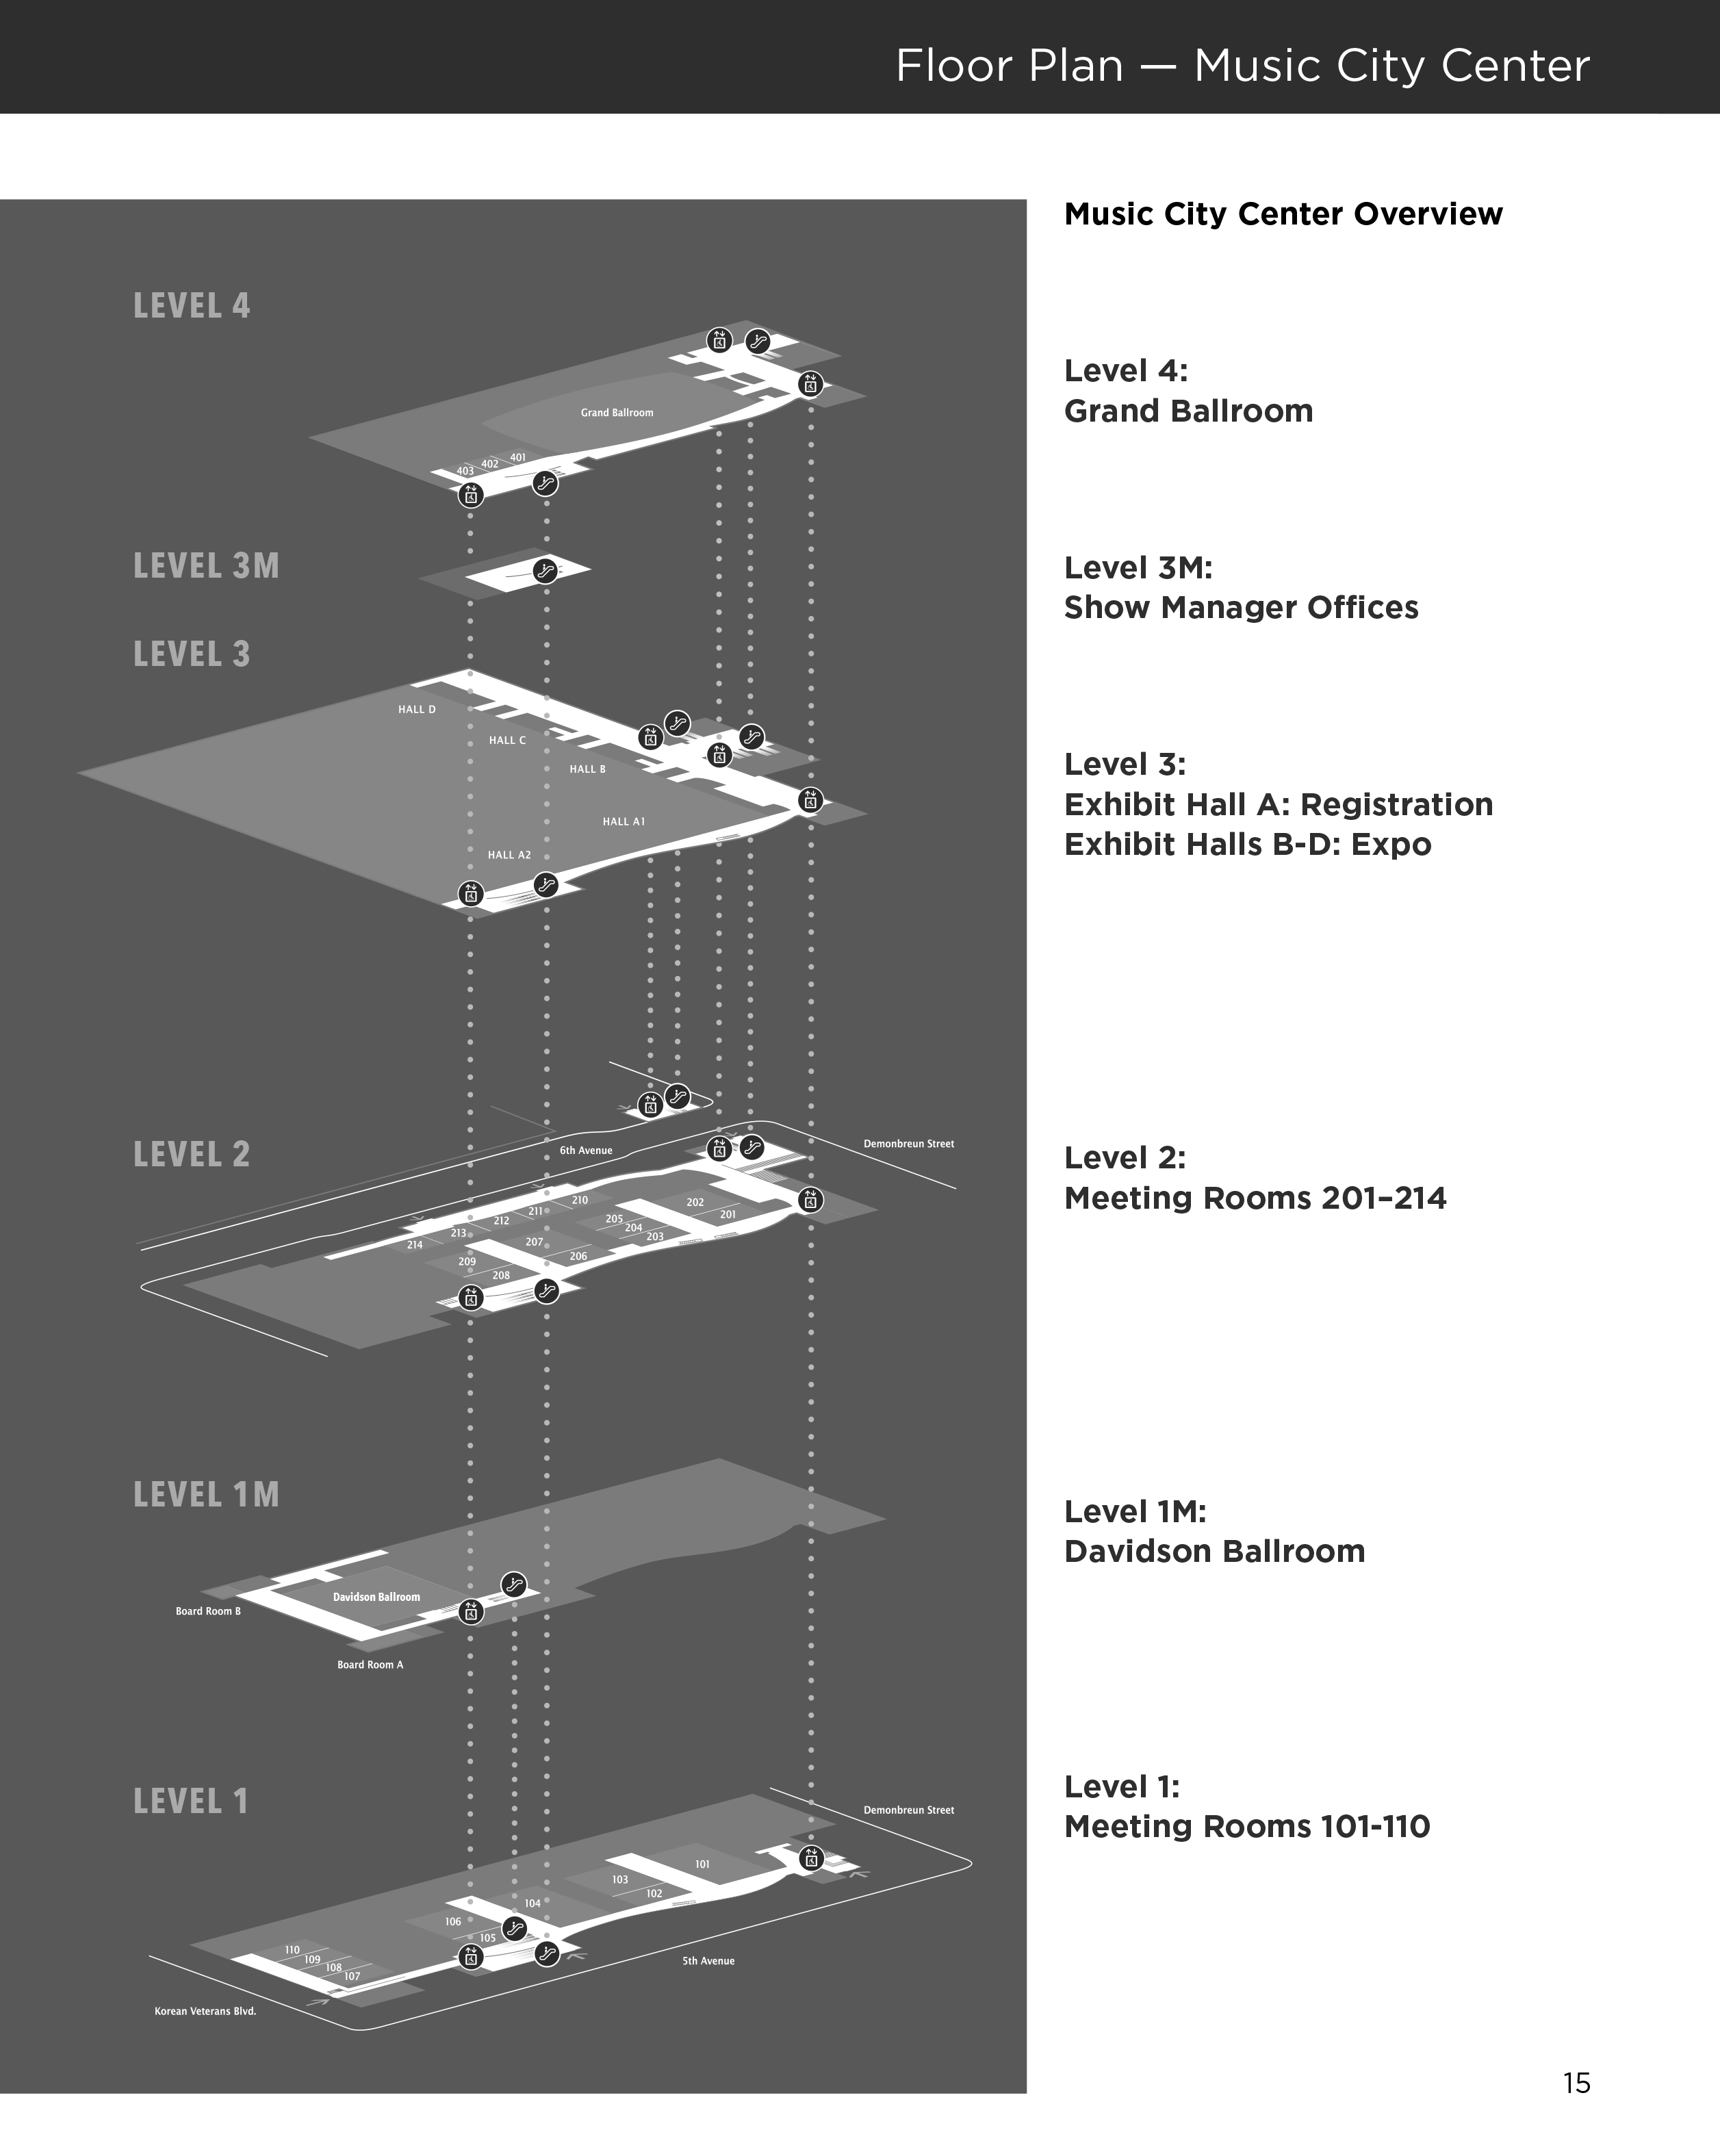 Floor Plan — Music City Center
Music City Center Overview
LEVEL 4
Grand Ballroom
401
402
403
Level 4:
Grand Ballroom
LEVEL 3M
Level 3M:
Show Manager Offices
LEVEL 3
HALL D
HALL C
HALL B
HALL A1
HALL A2
Level 3:
Exhibit Hall A: Registration
Exhibit Halls B-D: Expo
LEVEL 2
6th Avenue
Demonbreun Street
210
202
211
201
212
205
204
213
203
214
207
206
209
208
Level 2:
Meeting Rooms 201–214
LEVEL 1M
Davidson Ballroom
Board Room B
Board Room A
Level 1M:
Davidson Ballroom
LEVEL 1
Demonbreun Street
101
103
102
104
106
105
110
109
108
107
5th Avenue
Korean Veterans Blvd.
Level 1:
Meeting Rooms 101-110
15